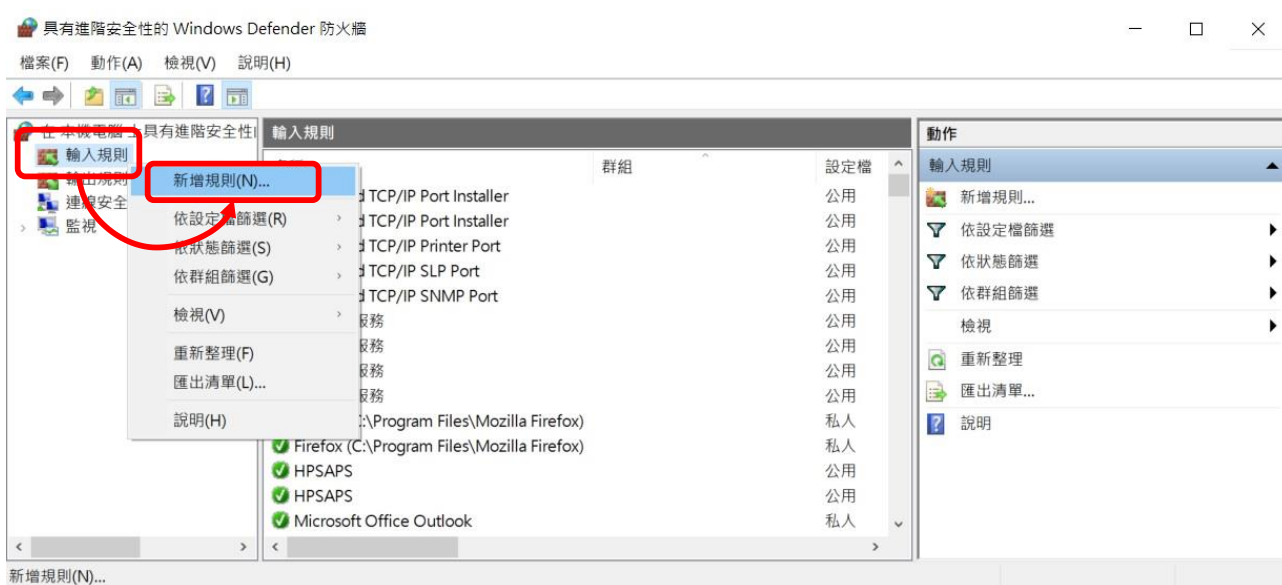 具有進階安全性的 Windows Defender 防火牆
檔案(F) 動作(A) 檢視(V) 說明(H)
在 本機電腦 上具有進階安全性
輸入規則
輸出規則
連線安全
監視
新增規則(N)...
依設定檔篩選(R)
依狀態篩選(S)
依群組篩選(G)
檢視(V)
重新整理(F)
匯出清單(L)...
說明(H)
輸入規則
群組 設定檔
d TCP/IP Port Installer 公用
d TCP/IP Port Installer 公用
d TCP/IP Printer Port 公用
d TCP/IP SLP Port 公用
d TCP/IP SNMP Port 公用
服務 公用
服務 公用
服務 公用
服務 公用
:\Program Files\Mozilla Firefox) 私人
Firefox (C:\Program Files\Mozilla Firefox) 私人
HPSAPS 公用
HPSAPS 公用
Microsoft Office Outlook 私人
動作
輸入規則
新增規則...
依設定檔篩選
依狀態篩選
依群組篩選
檢視
重新整理
匯出清單...
說明
新增規則(N)...